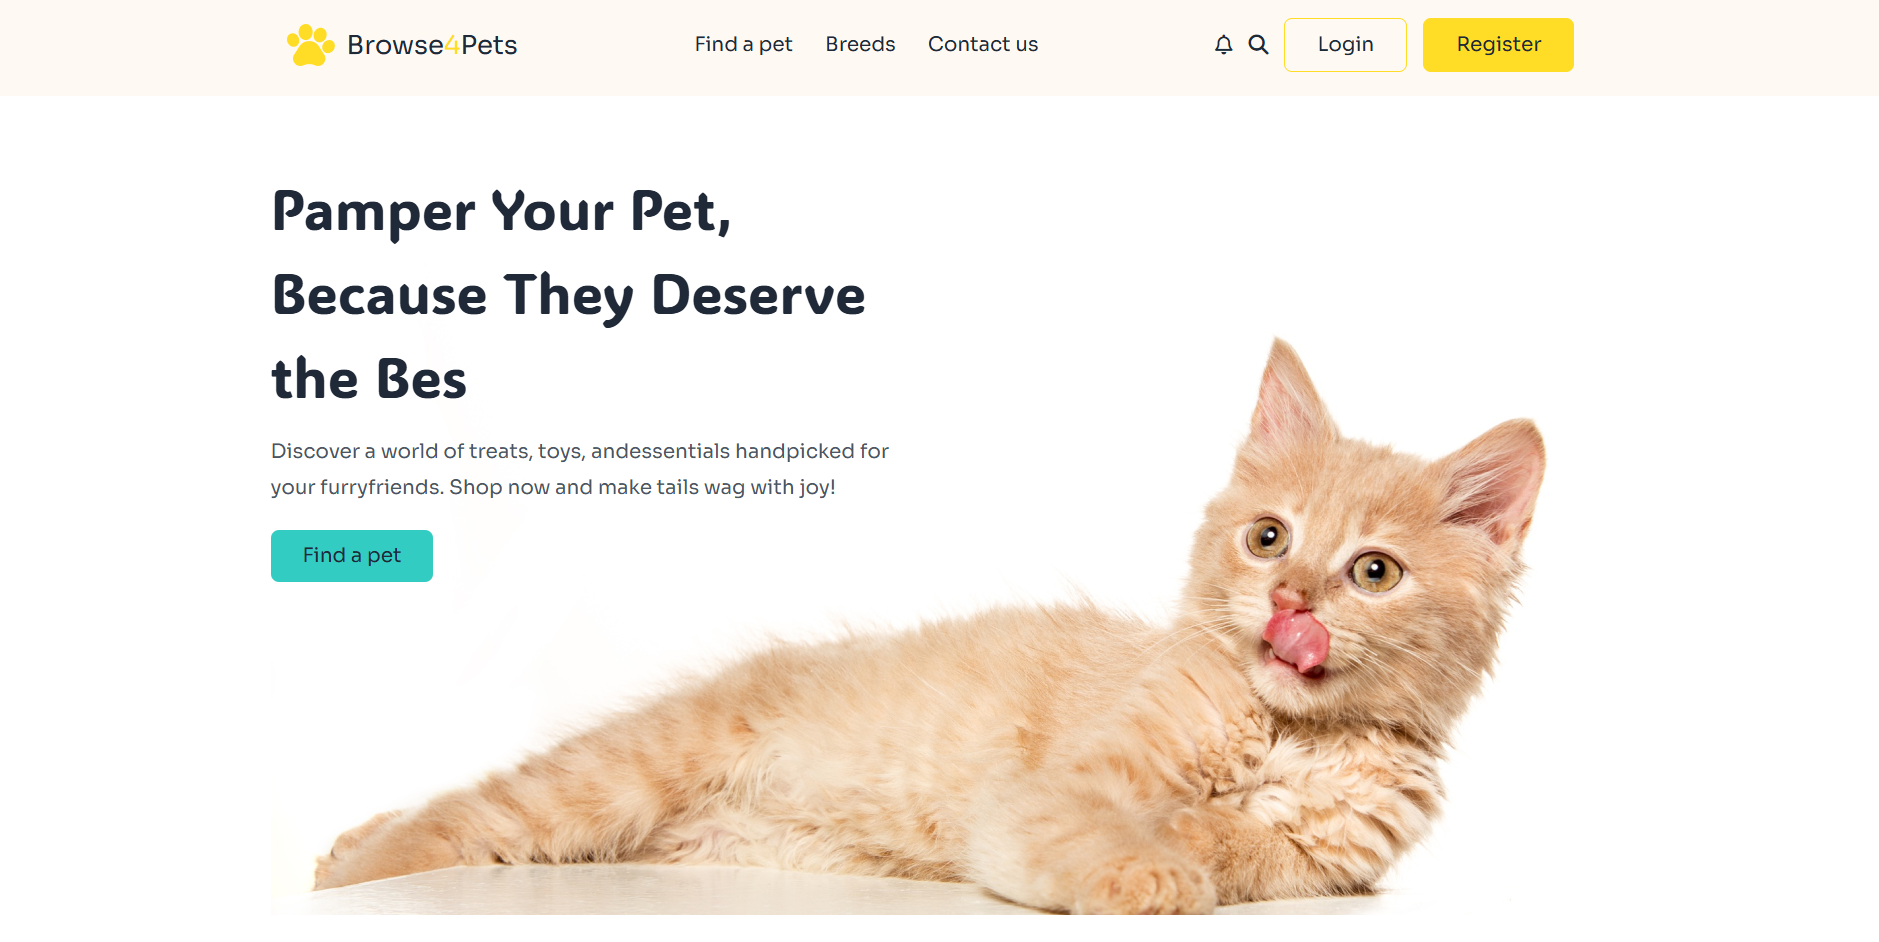 Browse4Pets
Find a pet Breeds Contact us
Login
Register
Pamper Your Pet,
Because They Deserve
the Bes
Discover a world of treats, toys, andessentials handpicked for
your furryfriends. Shop now and make tails wag with joy!
Find a pet